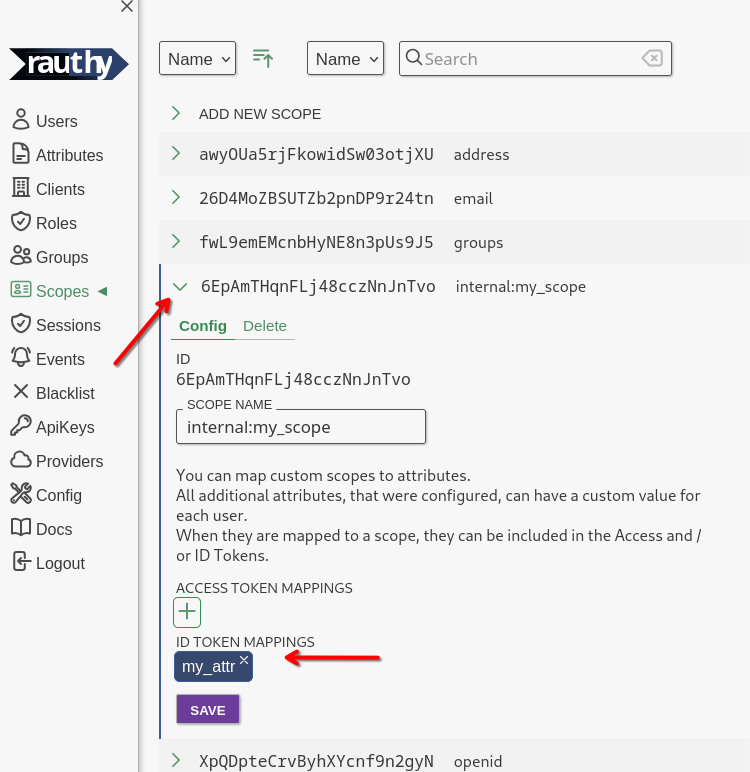 rauthy
Users
Attributes
Clients
Roles
Groups
Scopes
Sessions
Events
Blacklist
ApiKeys
Providers
Config
Docs
Logout
Name Name Search
ADD NEW SCOPE
awyOUa5rjFkowidSw03otjXU address
26D4MoZBSUTZb2pnDP9r24tn email
fwL9emEMcnbHyNE8n3pUs9J5 groups
6EpAmTHqnFLj48cczNnJnTvo internal:my_scope
Config Delete
ID
6EpAmTHqnFLj48cczNnJnTvo
SCOPE NAME
internal:my_scope
You can map custom scopes to attributes.
All additional attributes, that were configured, can have a custom value for
each user.
When they are mapped to a scope, they can be included in the Access and /
or ID Tokens.
ACCESS TOKEN MAPPINGS
ID TOKEN MAPPINGS
my_attr
SAVE
XpQDpteCrvByhXYcnf9n2gyN openid